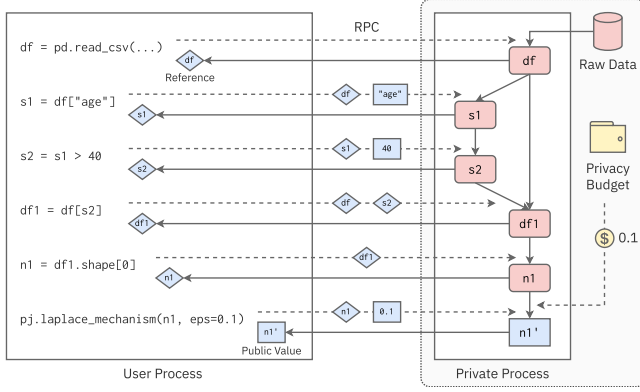 RPC
df = pd.read_csv(...)
df
df
Reference
Raw Data
s1 = df["age"]
df
"age"
s1
s1
s2 = s1 > 40
s1
40
s2
s2
Privacy
Budget
df1 = df[s2]
df
s2
df1
df1
$ 0.1
n1 = df1.shape[0]
df1
n1
n1
pj.laplace_mechanism(n1, eps=0.1)
n1
0.1
n1'
n1'
Public Value
User Process
Private Process